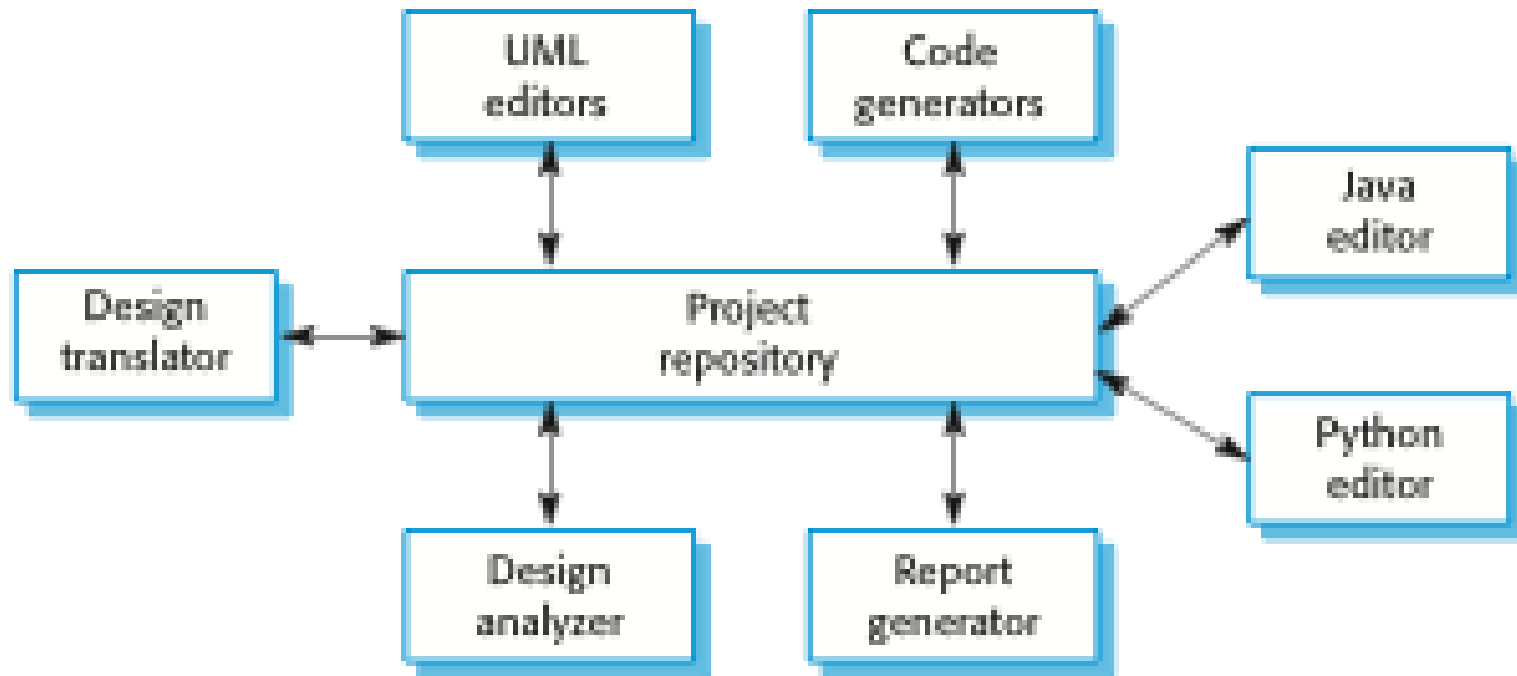 UML
editors
Code
generators
Java
editor
Design
translator
Project
repository
Python
editor
Design
analyzer
Report
generator